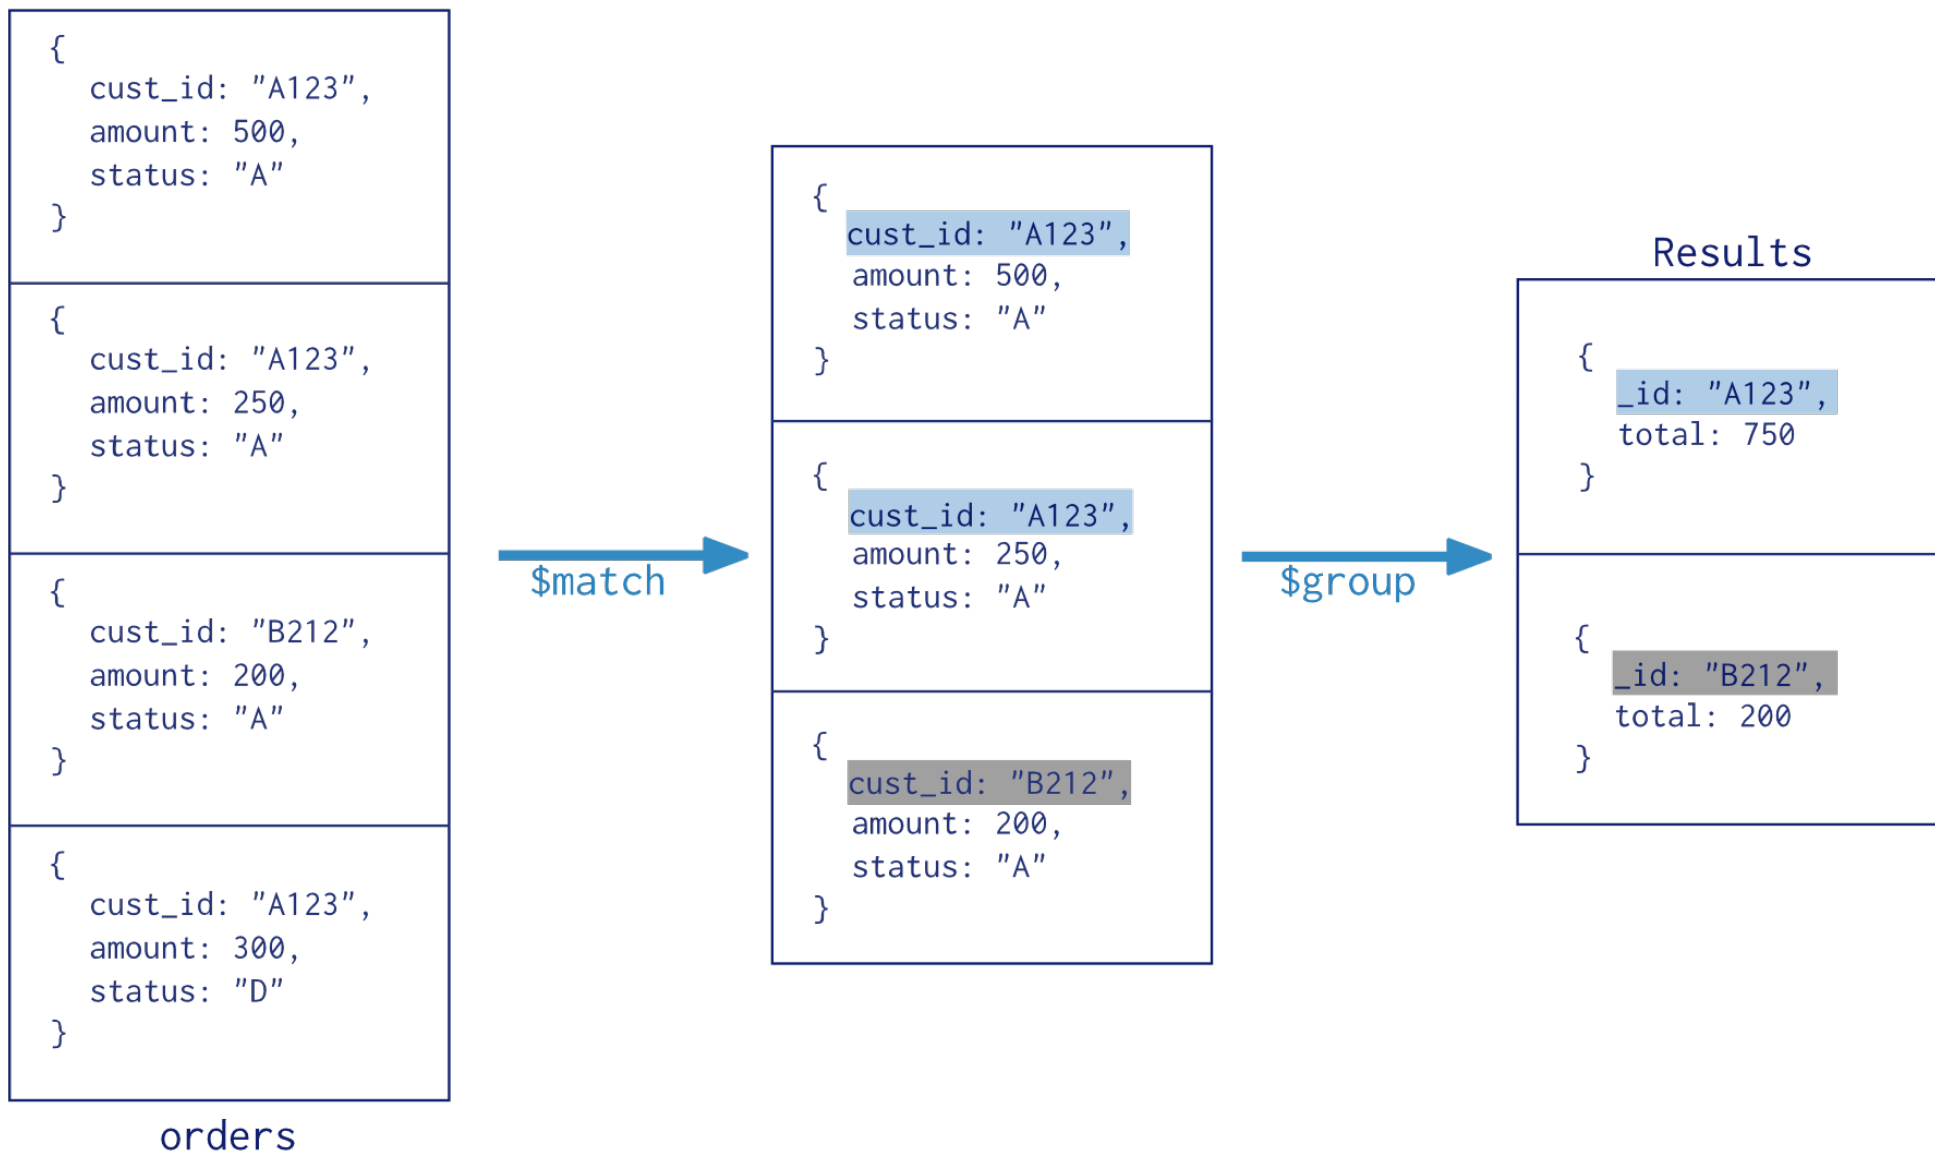 {
cust_id: "A123",
amount: 500,
status: "A"
}
{
cust_id: "A123",
amount: 250,
status: "A"
}
{
cust_id: "B212",
amount: 200,
status: "A"
}
{
cust_id: "A123",
amount: 300,
status: "D"
}
orders
$match
{
cust_id: "A123",
amount: 500,
status: "A"
}
{
cust_id: "A123",
amount: 250,
status: "A"
}
{
cust_id: "B212",
amount: 200,
status: "A"
}
$group
Results
{
_id: "A123",
total: 750
}
{
_id: "B212",
total: 200
}